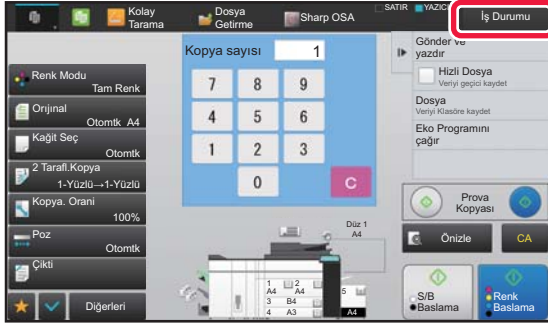 Kolay
Tarama
Dosya
Getirme
Sharp OSA
SATIR
YAZICI
İş Durumu
Kopya sayısı
1
7 8 9
4 5 6
1 2 3
0 C
Renk Modu
Tam Renk
Orıjınal
Otomtk A4
Kağit Seç
Otomtk
2 Tarafl.Kopya
1-Yüzlü→1-Yüzlü
Kopya. Orani
100%
Poz
Otomtk
Çikti
Diğerleri
Gönder ve
yazdır
Hizli Dosya
Veriyi geçici kaydet
Dosya
Veriyi Klasöre kaydet
Eko Programını
çağır
Prova
Kopyası
Önizle
CA
S/B
Baslama
Renk
Baslama
Düz 1
A4
1
A4
2
A4
3 B4
4 A3
5
A4